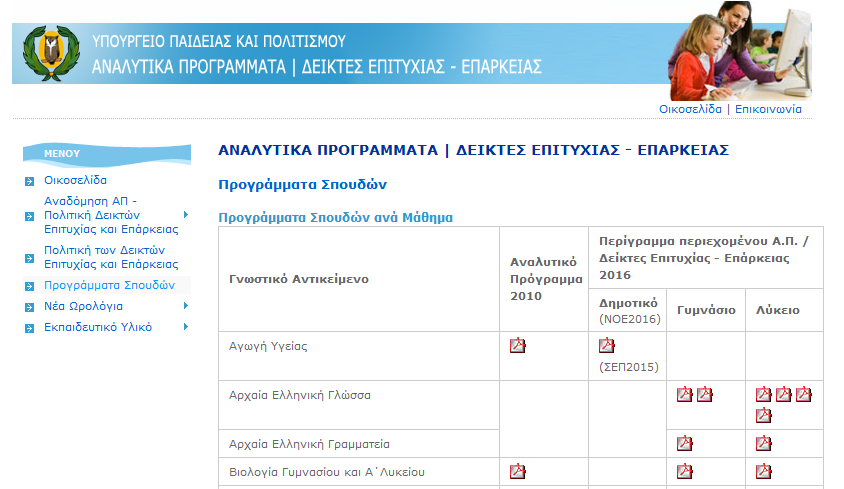 ΥΠΟΥΡΓΕΙΟ ΠΑΙΔΕΙΑΣ ΚΑΙ ΠΟΛΙΤΙΣΜΟΥ
ΑΝΑΛΥΤΙΚΑ ΠΡΟΓΡΑΜΜΑΤΑ | ΔΕΙΚΤΕΣ ΕΠΙΤΥΧΙΑΣ - ΕΠΑΡΚΕΙΑΣ
Οικοσελίδα | Επικοινωνία
ΜΕΝΟΥ
Οικοσελίδα
Αναδόμηση ΑΠ -
Πολιτική Δεικτών
Επιτυχίας και Επάρκειας
Πολιτική των Δεικτών
Επιτυχίας και Επάρκειας
Προγράμματα Σπουδών
Νέα Ωρολόγια
Εκπαιδευτικό Υλικό
ΑΝΑΛΥΤΙΚΑ ΠΡΟΓΡΑΜΜΑΤΑ | ΔΕΙΚΤΕΣ ΕΠΙΤΥΧΙΑΣ - ΕΠΑΡΚΕΙΑΣ
Προγράμματα Σπουδών
Προγράμματα Σπουδών ανά Μάθημα
Γνωστικό Αντικείμενο
Αναλυτικό
Πρόγραμμα
2010
Περίγραμμα περιεχομένου Α.Π. /
Δείκτες Επιτυχίας - Επάρκειας
2016
Δημοτικό
(ΝΟΕ2016)
Γυμνάσιο
Λύκειο
Αγωγή Υγείας
(ΣΕΠ2015)
Αρχαία Ελληνική Γλώσσα
Αρχαία Ελληνική Γραμματεία
Βιολογία Γυμνασίου και Α΄Λυκείου